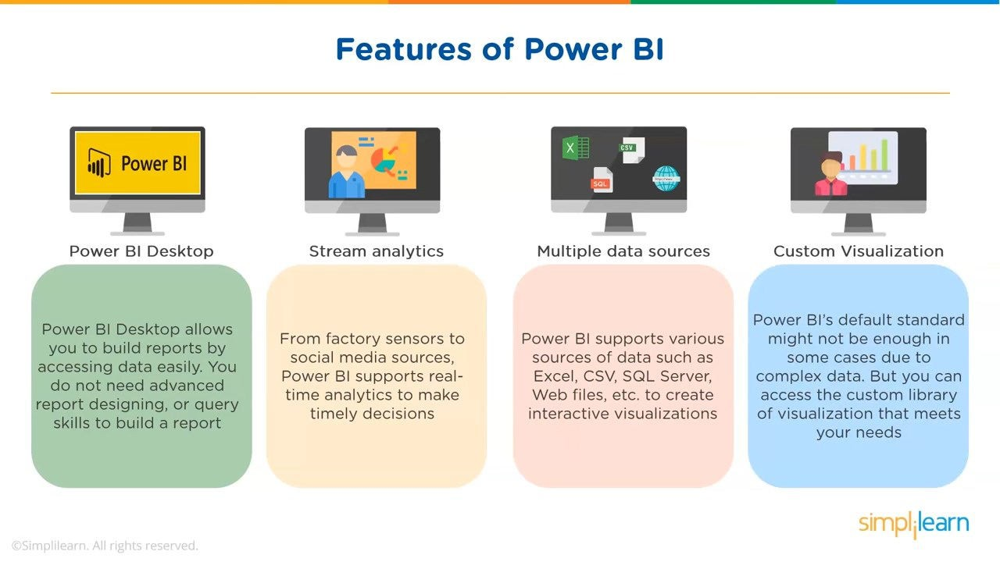 Features of Power BI
Power BI
X
CSV
SQL
Power BI Desktop
Stream analytics
Multiple data sources
Custom Visualization
Power BI Desktop allows
you to build reports by
accessing data easily. You
do not need advanced
report designing, or query
skills to build a report
From factory sensors to
social media sources,
Power BI supports real-
time analytics to make
timely decisions
Power BI supports various
sources of data such as
Excel, CSV, SQL Server,
Web files, etc. to create
interactive visualizations
Power BI’s default standard
might not be enough in
some cases due to
complex data. But you can
access the custom library
of visualization that meets
your needs
simplilearn
©Simplilearn. All rights reserved.